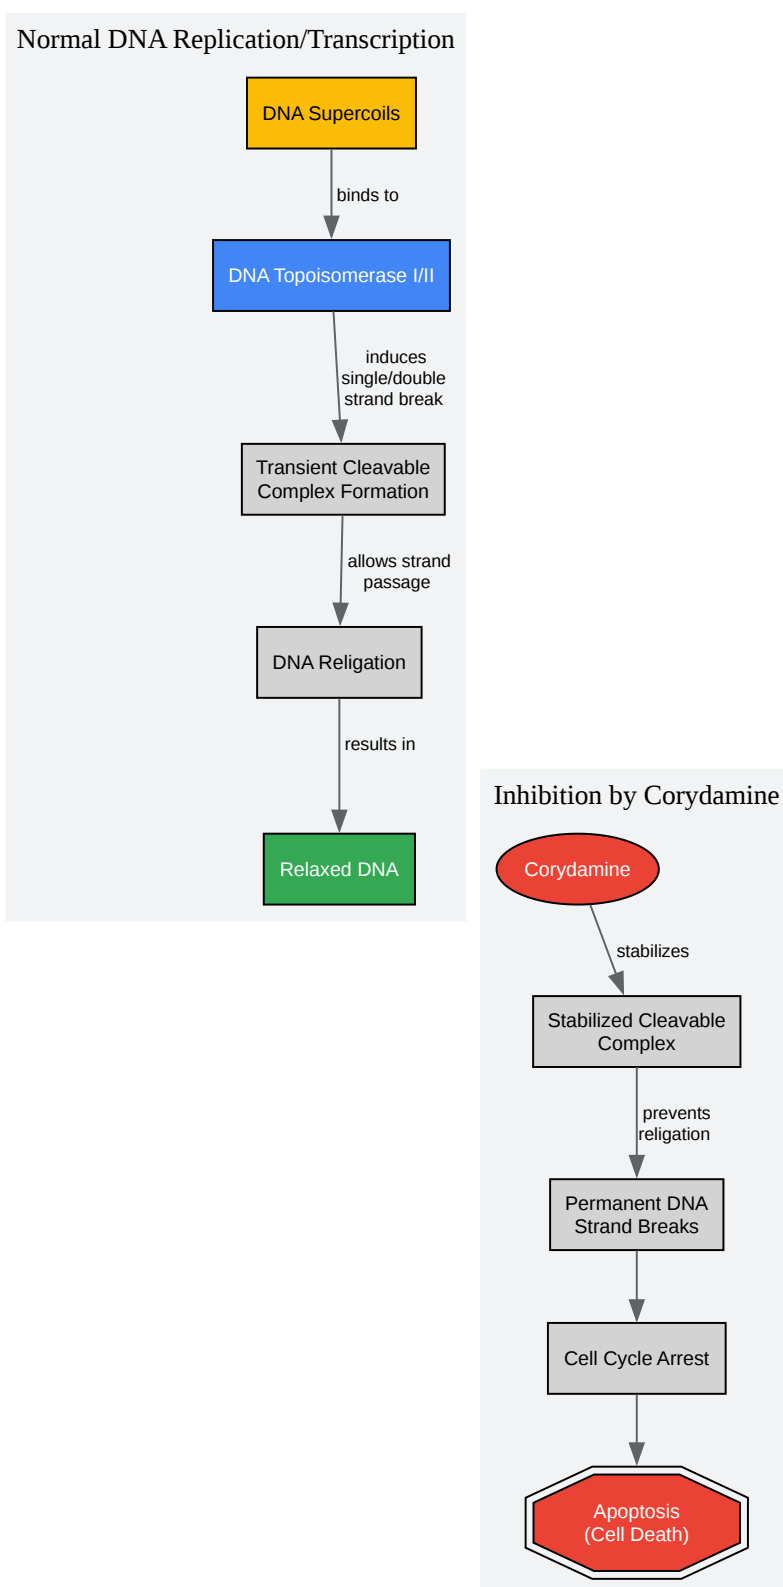 Normal DNA Replication/Transcription
DNA Supercoils
binds to
DNA Topoisomerase I/II
induces
single/double
strand break
Transient Cleavable
Complex Formation
allows strand
passage
DNA Religation
results in
Relaxed DNA
Inhibition by Corydamine
Corydamine
stabilizes
Stabilized Cleavable
Complex
prevents
religation
Permanent DNA
Strand Breaks
Cell Cycle Arrest
Apoptosis
(Cell Death)